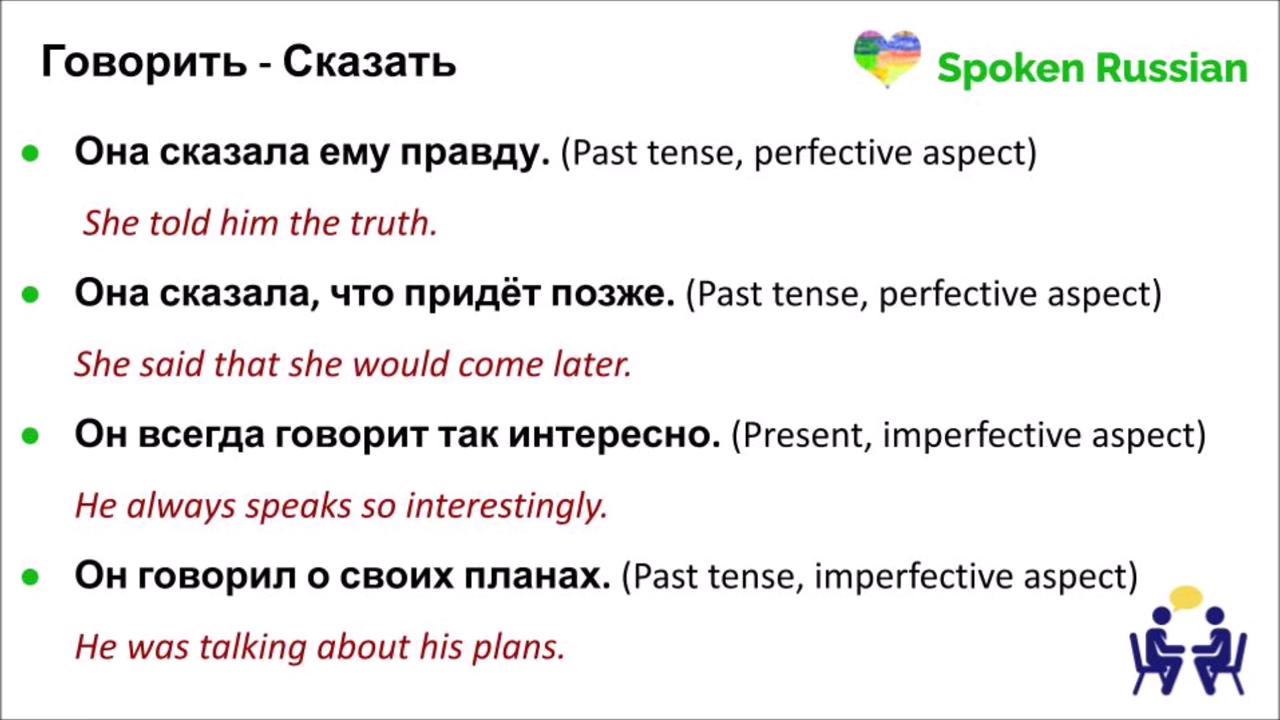 Говорить - Сказать
Spoken Russian
● Она сказала ему правду. (Past tense, perfective aspect)
She told him the truth.
● Она сказала, что придёт позже. (Past tense, perfective aspect)
She said that she would come later.
● Он всегда говорит так интересно. (Present, imperfective aspect)
He always speaks so interestingly.
● Он говорил о своих планах. (Past tense, imperfective aspect)
He was talking about his plans.